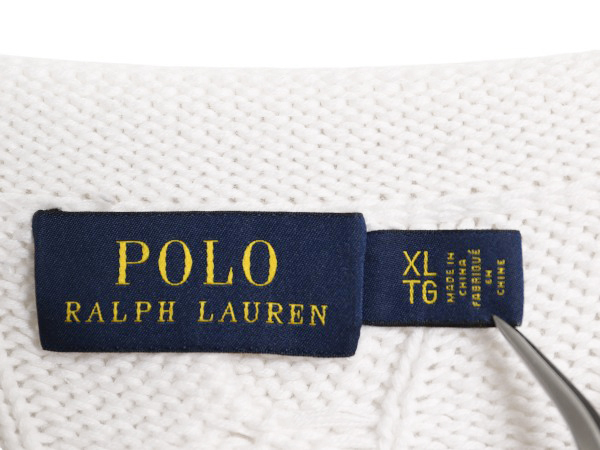 POLO
RALPH LAUREN
XL
TG
MADE IN
CHINA
FABRIQUÉ
EN
CHINE